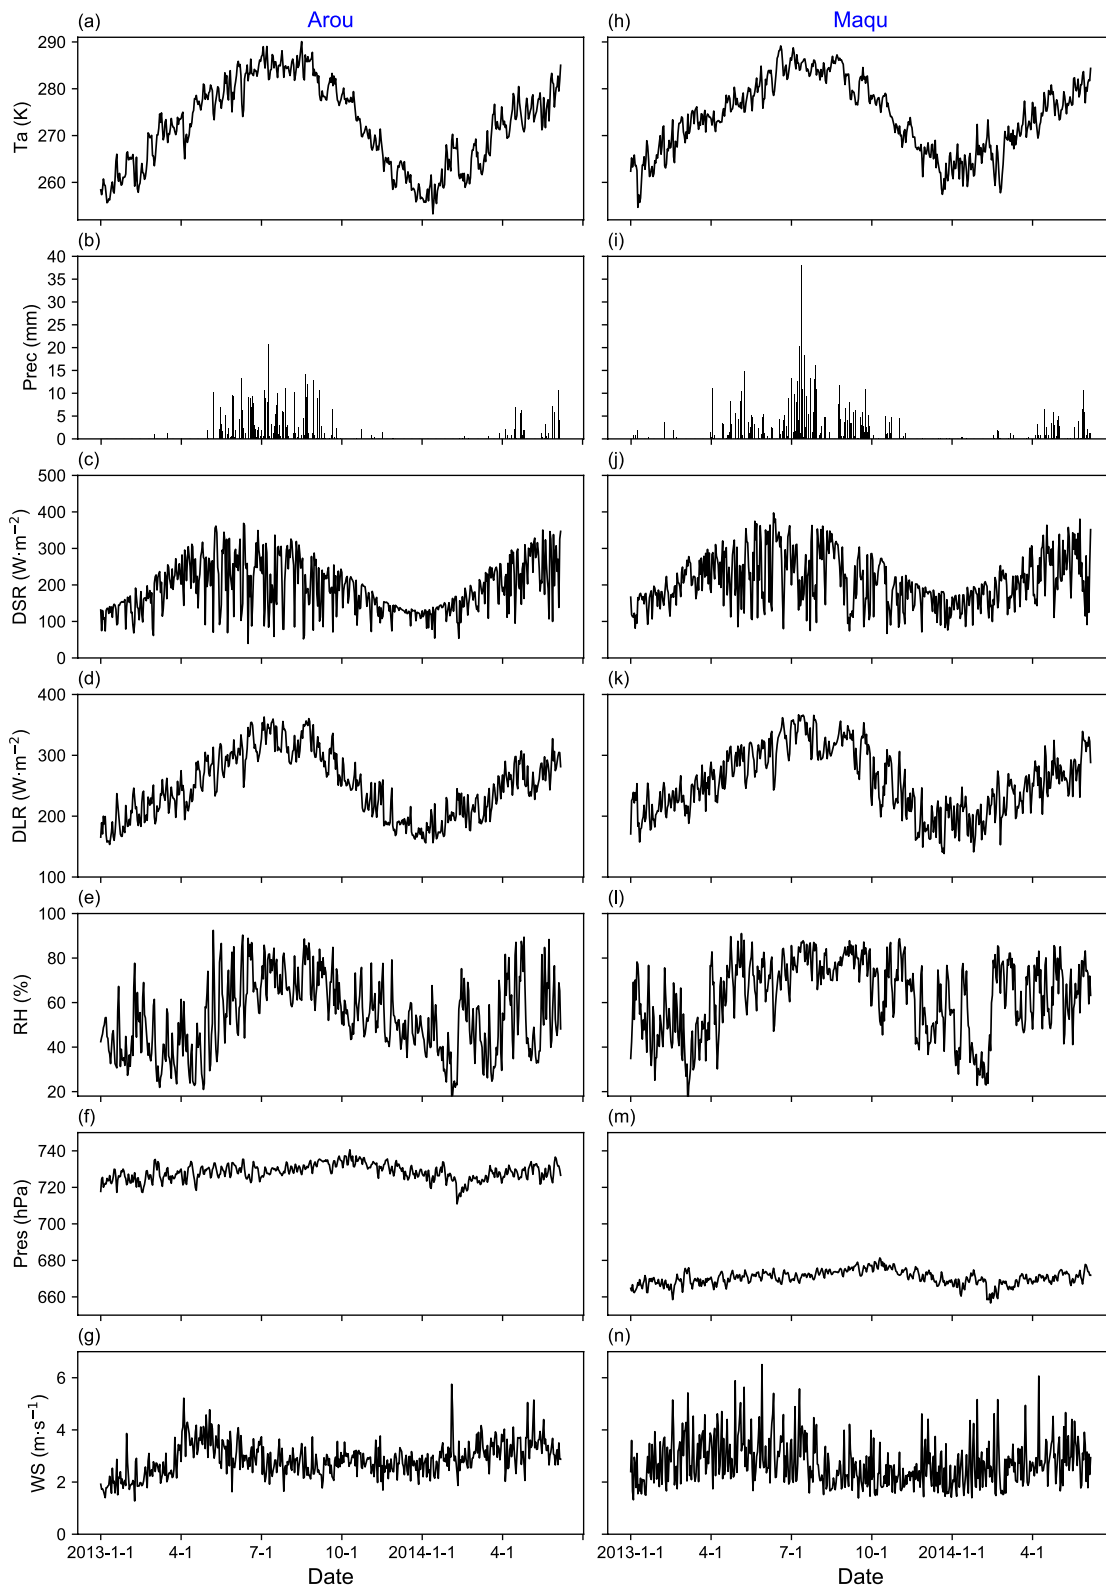 (a) Arou (h) Maqu
290
280
270
260
Ta (K)
(b) (i)
40
35
30
25
20
15
10
5
0
Prec (mm)
(c) (j)
500
400
300
200
100
0
DSR (W·m⁻²)
(d) (k)
400
300
200
100
DLR (W·m⁻²)
(e) (l)
100
80
60
40
20
RH (%)
(f) (m)
740
720
700
680
660
Pres (hPa)
(g) (n)
6
4
2
0
WS (m·s⁻¹)
2013-1-1 4-1 7-1 10-1 2014-1-1 4-1 2013-1-1 4-1 7-1 10-1 2014-1-1 4-1
Date Date